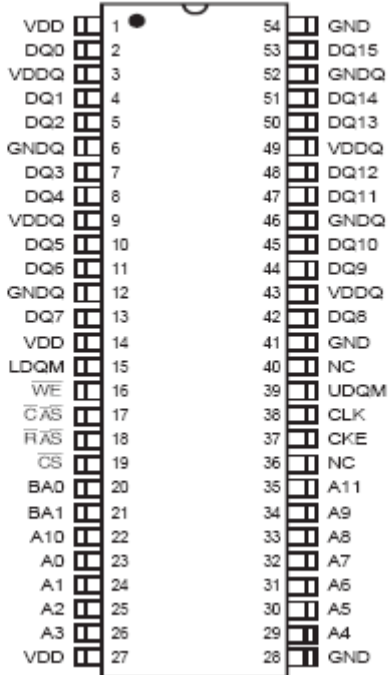 VDD 1 54 GND
DQ0 2 53 DQ15
VDDQ 3 52 GNDQ
DQ1 4 51 DQ14
DQ2 5 50 DQ13
GNDQ 6 49 VDDQ
DQ3 7 48 DQ12
DQ4 8 47 DQ11
VDDQ 9 46 GNDQ
DQ5 10 45 DQ10
DQ6 11 44 DQ9
GNDQ 12 43 VDDQ
DQ7 13 42 DQ8
VDD 14 41 GND
LDQM 15 40 NC
W̅E̅ 16 39 UDQM
C̅A̅S̅ 17 38 CLK
R̅A̅S̅ 18 37 CKE
C̅S̅ 19 36 NC
BA0 20 35 A11
BA1 21 34 A9
A10 22 33 A8
A0 23 32 A7
A1 24 31 A6
A2 25 30 A5
A3 26 29 A4
VDD 27 28 GND